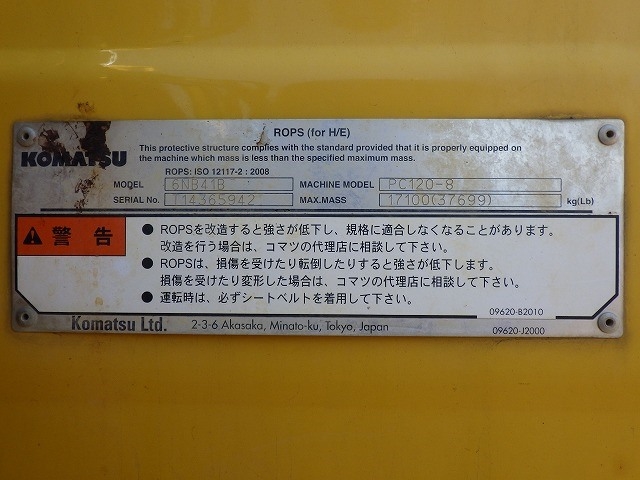 ROPS (for H/E)
KOMATSU
This protective structure complies with the standard provided that it is properly equipped on
the machine which mass is less than the specified maximum mass.
ROPS: ISO 12117-2 : 2008
MODEL 6NB41B MACHINE MODEL PC120-8
SERIAL No. T14365942 MAX.MASS 17100(37699) kg(Lb)
警告
● ROPSを改造すると強さが低下し、規格に適合しなくなることがあります。
改造を行う場合は、コマツの代理店に相談して下さい。
● ROPSは、損傷を受けたり転倒したりすると強さが低下します。
損傷を受けたり変形した場合は、コマツの代理店に相談して下さい。
● 運転時は、必ずシートベルトを着用して下さい。
09620-B2010
Komatsu Ltd. 2-3-6 Akasaka, Minato-ku, Tokyo, Japan
09620-J2000